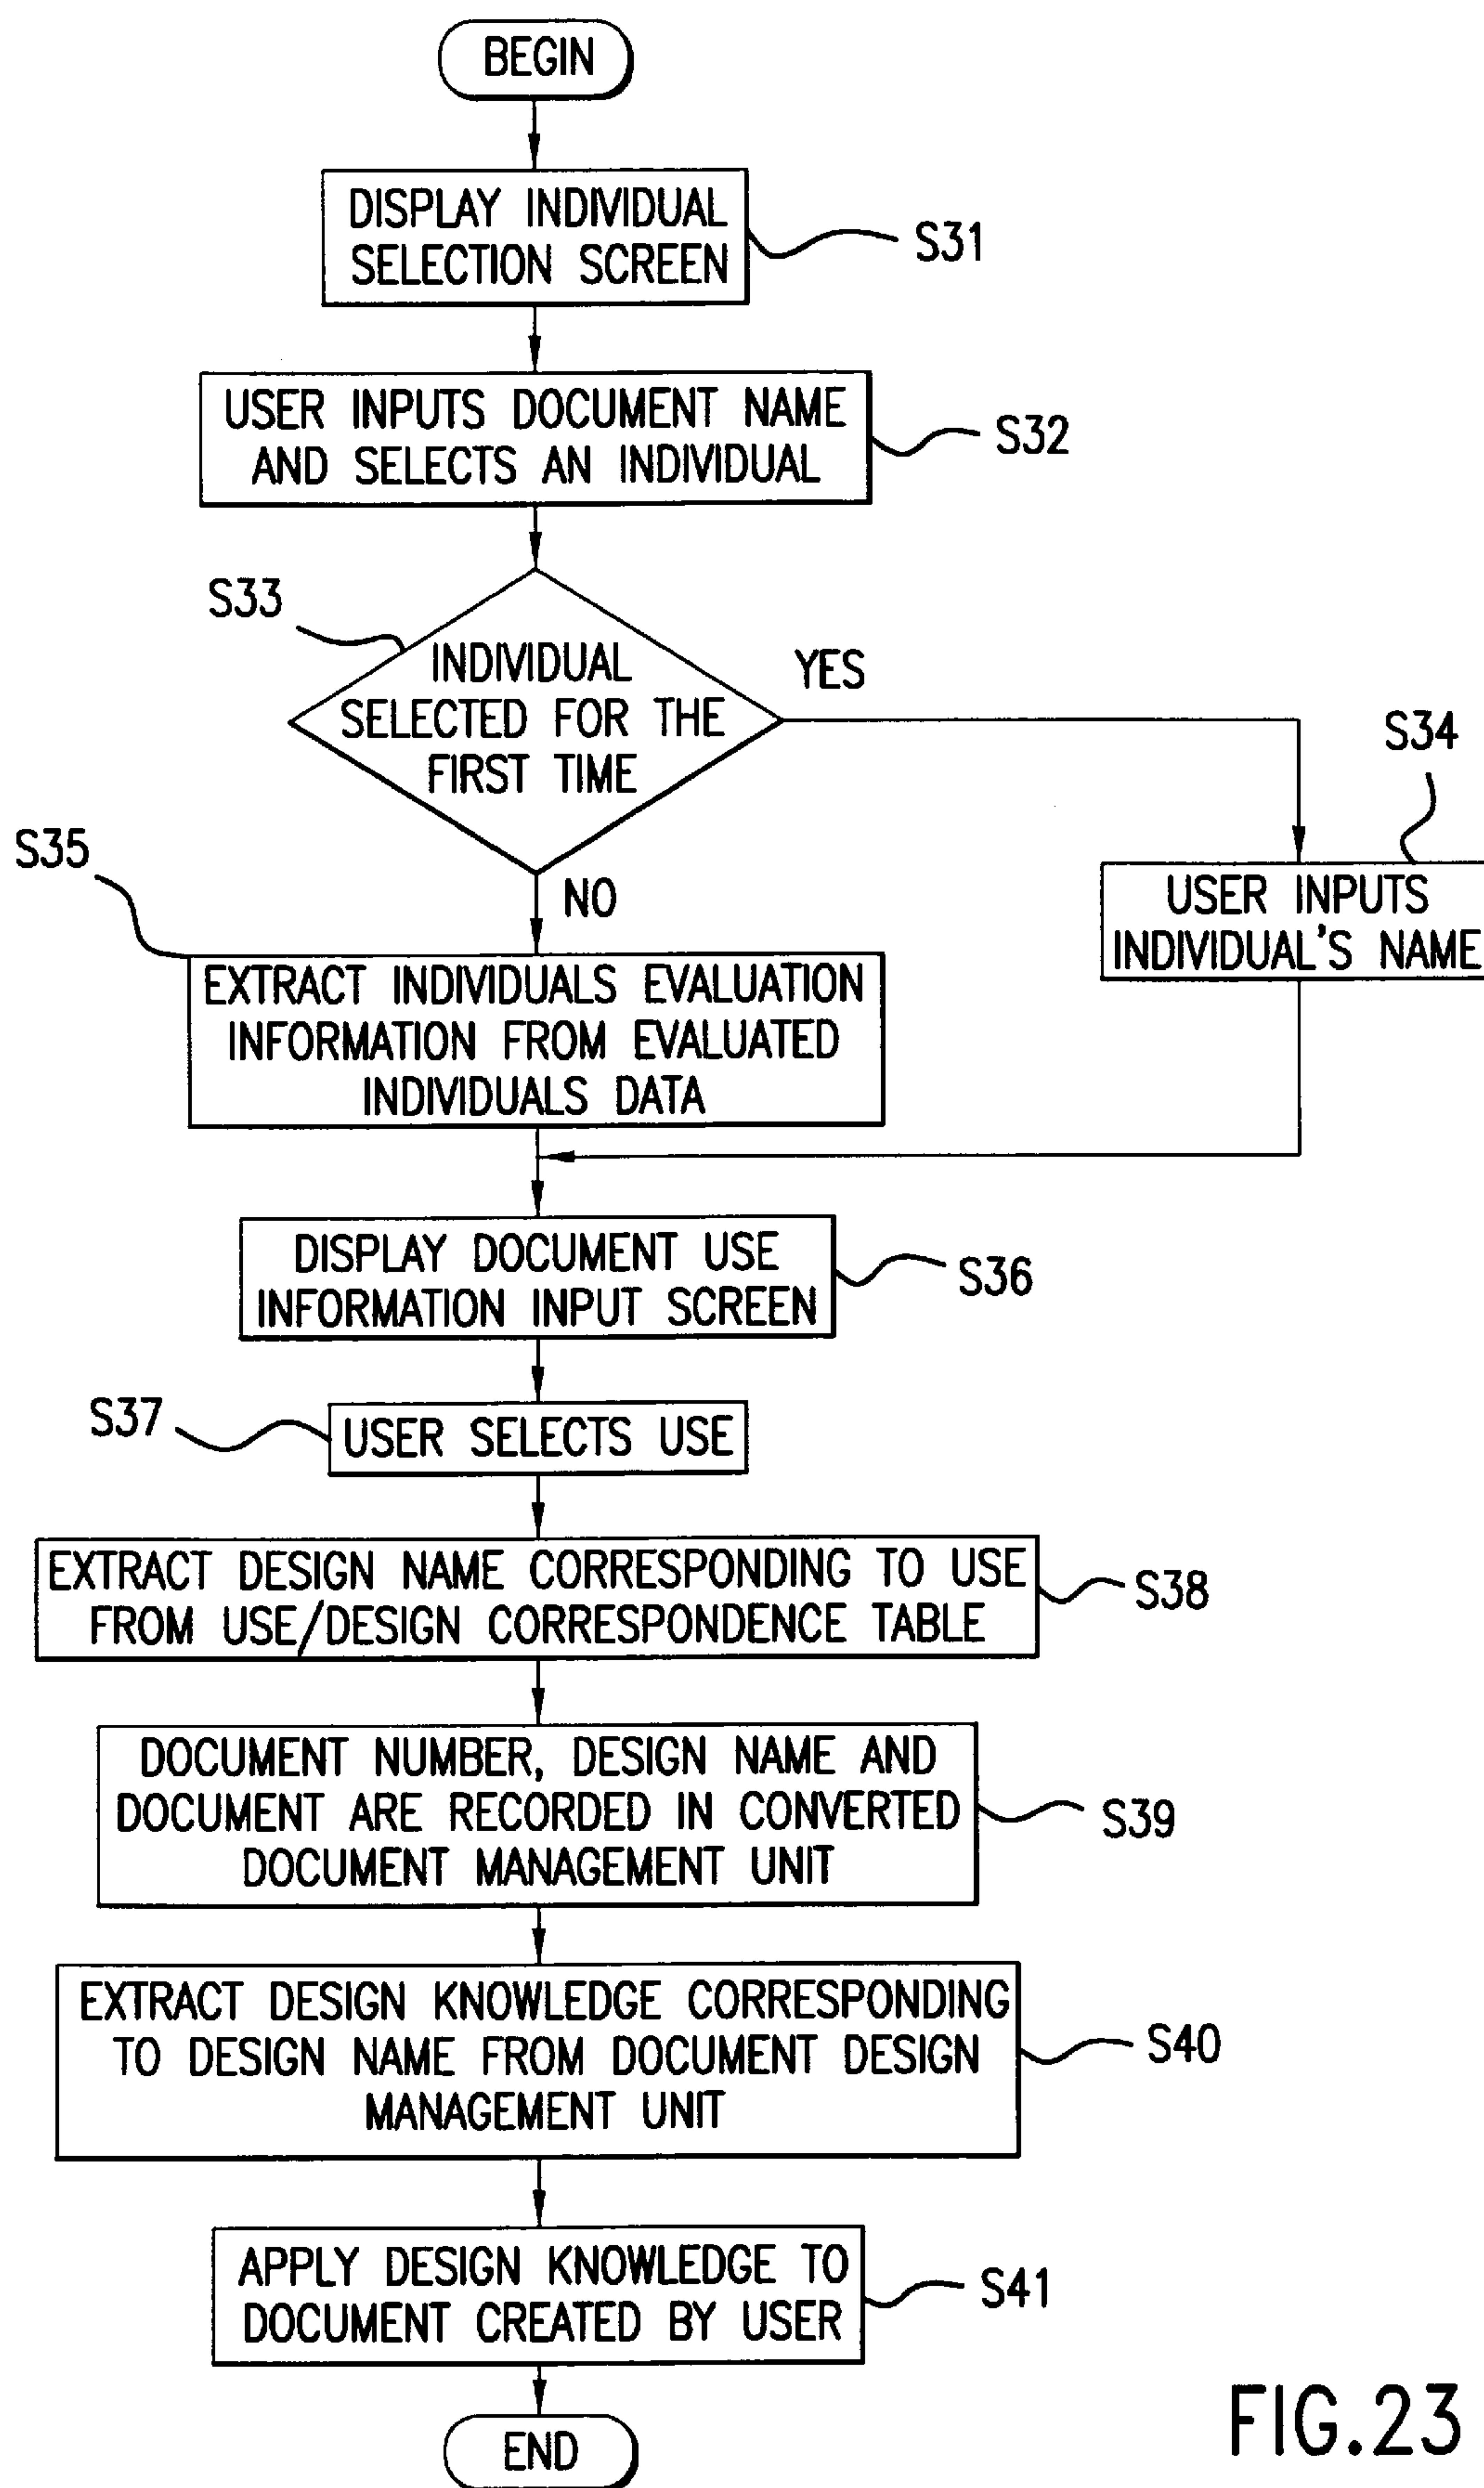 BEGIN
DISPLAY INDIVIDUAL
SELECTION SCREEN
S31
USER INPUTS DOCUMENT NAME
AND SELECTS AN INDIVIDUAL
S32
S33
INDIVIDUAL
SELECTED FOR THE
FIRST TIME
YES
S34
USER INPUTS
INDIVIDUAL'S NAME
NO
S35
EXTRACT INDIVIDUALS EVALUATION
INFORMATION FROM EVALUATED
INDIVIDUALS DATA
DISPLAY DOCUMENT USE
INFORMATION INPUT SCREEN
S36
S37
USER SELECTS USE
EXTRACT DESIGN NAME CORRESPONDING TO USE
FROM USE/DESIGN CORRESPONDENCE TABLE
S38
DOCUMENT NUMBER, DESIGN NAME AND
DOCUMENT ARE RECORDED IN CONVERTED
DOCUMENT MANAGEMENT UNIT
S39
EXTRACT DESIGN KNOWLEDGE CORRESPONDING
TO DESIGN NAME FROM DOCUMENT DESIGN
MANAGEMENT UNIT
S40
APPLY DESIGN KNOWLEDGE TO
DOCUMENT CREATED BY USER
S41
END
FIG.23